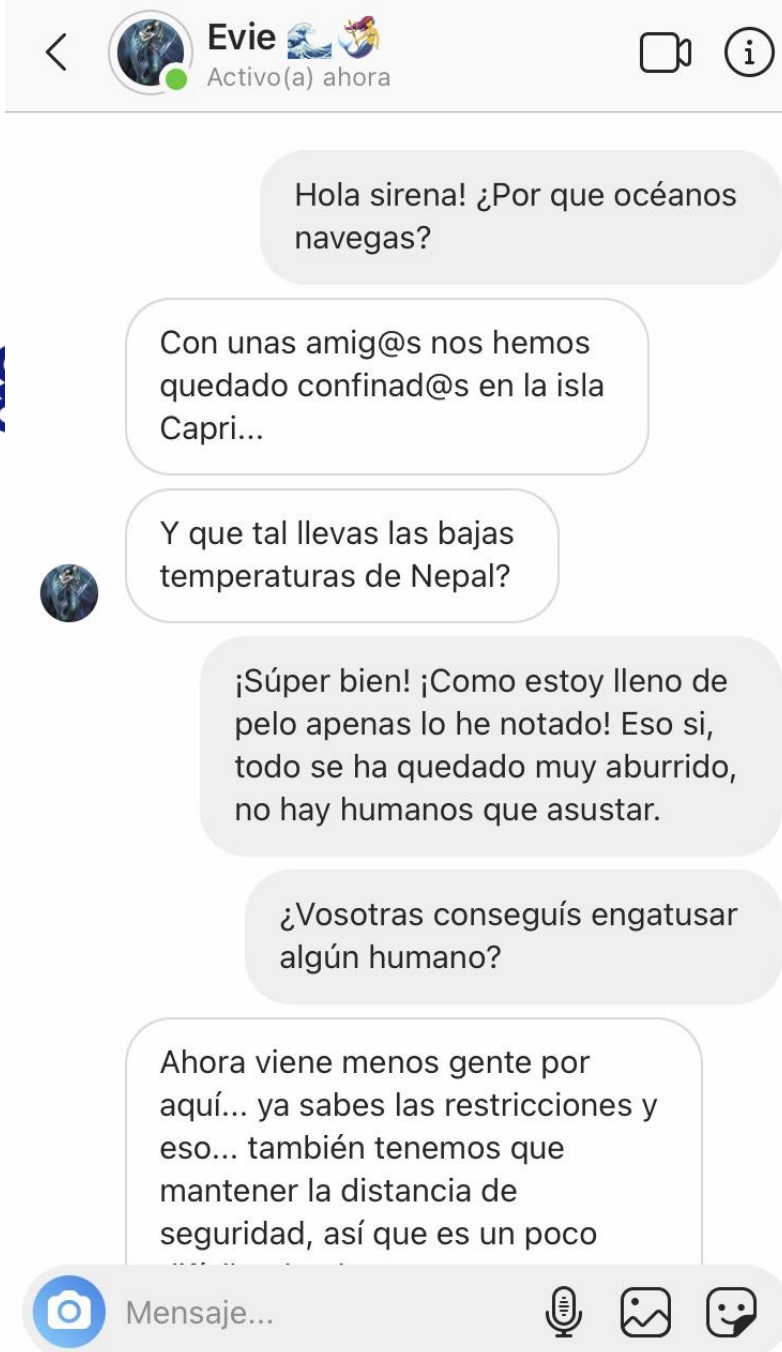 Evie
Activo(a) ahora
Hola sirena! ¿Por que océanos
navegas?
Con unas amig@s nos hemos
quedado confinad@s en la isla
Capri...
Y que tal llevas las bajas
temperaturas de Nepal?
¡Súper bien! ¡Como estoy lleno de
pelo apenas lo he notado! Eso si,
todo se ha quedado muy aburrido,
no hay humanos que asustar.
¿Vosotras conseguís engatusar
algún humano?
Ahora viene menos gente por
aquí... ya sabes las restricciones y
eso... también tenemos que
mantener la distancia de
seguridad, así que es un poco
Mensaje...